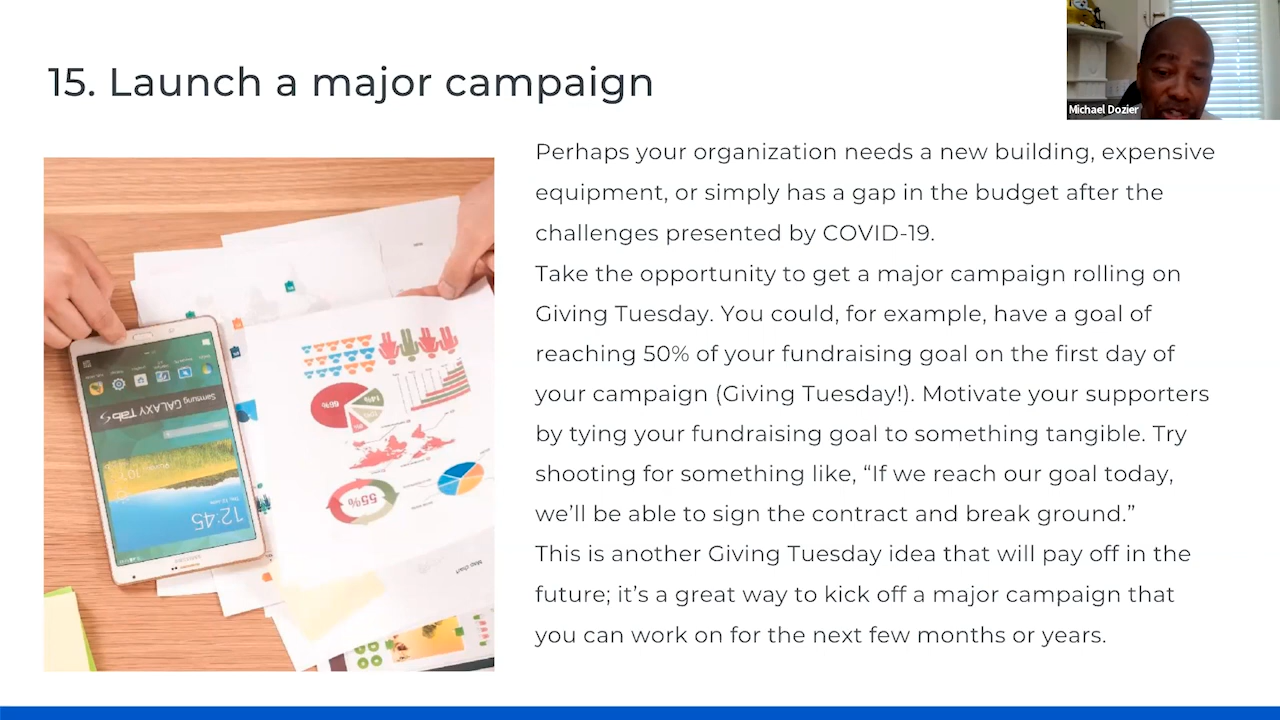 15. Launch a major campaign
Michael Dozier
Perhaps your organization needs a new building, expensive
equipment, or simply has a gap in the budget after the
challenges presented by COVID-19.
Take the opportunity to get a major campaign rolling on
Giving Tuesday. You could, for example, have a goal of
reaching 50% of your fundraising goal on the first day of
your campaign (Giving Tuesday!). Motivate your supporters
by tying your fundraising goal to something tangible. Try
shooting for something like, “If we reach our goal today,
we’ll be able to sign the contract and break ground.”
This is another Giving Tuesday idea that will pay off in the
future; it’s a great way to kick off a major campaign that
you can work on for the next few months or years.
66%
14%
Samsung GALAXY Tab S
55%
12:45